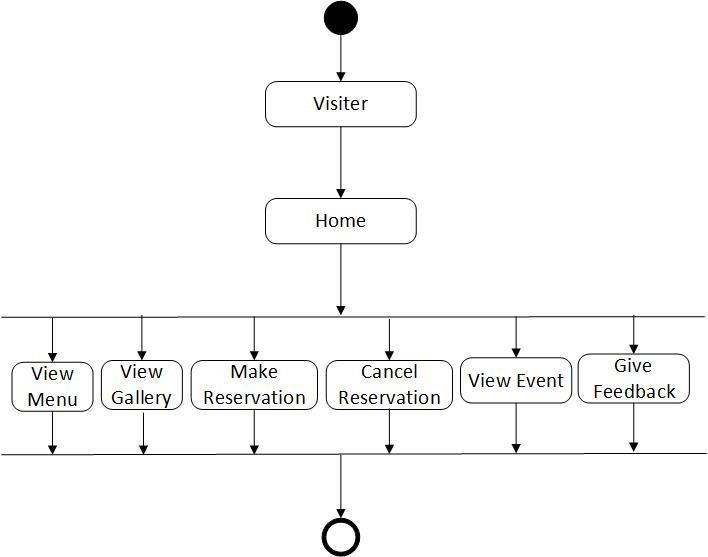 Visiter
Home
View
Menu
View
Gallery
Make
Reservation
Cancel
Reservation
View Event
Give
Feedback